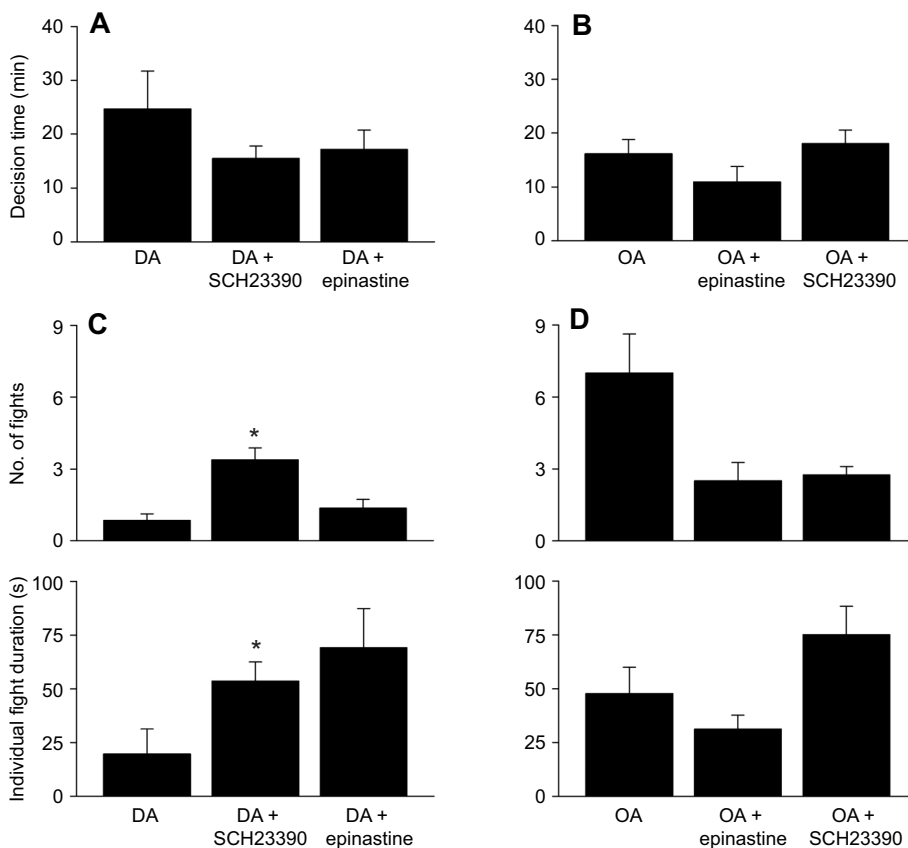 A
Decision time (min)
40
30
20
10
0
DA
DA +
SCH23390
DA +
epinastine
B
40
30
20
10
0
OA
OA +
epinastine
OA +
SCH23390
C
No. of fights
9
6
3
0
*
D
9
6
3
0
Individual fight duration (s)
100
75
50
25
0
*
DA
DA +
SCH23390
DA +
epinastine
100
75
50
25
0
OA
OA +
epinastine
OA +
SCH23390